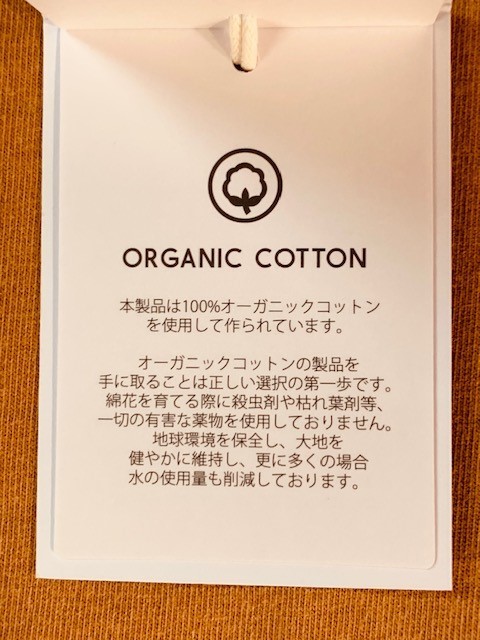 ORGANIC COTTON
本製品は100%オーガニックコットン
を使用して作られています。
オーガニックコットンの製品を
手に取ることは正しい選択の第一歩です。
綿花を育てる際に殺虫剤や枯れ葉剤等、
一切の有害な薬物を使用しておりません。
地球環境を保全し、大地を
健やかに維持し、更に多くの場合
水の使用量も削減しております。